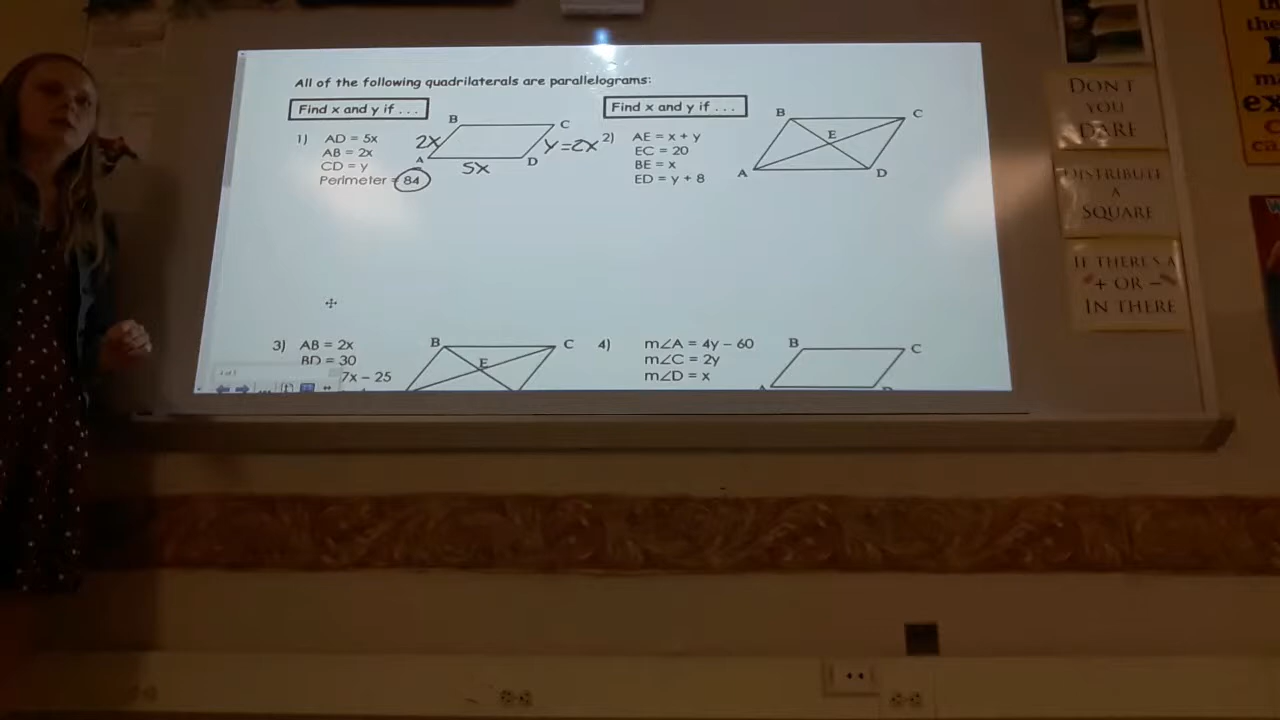 All of the following quadrilaterals are parallelograms:
Find x and y if . . .
1) AD = 5x
AB = 2x
CD = y
Perimeter = 84
B
C
A
D
2x
y=2x
5x
Find x and y if . . .
2) AE = x + y
EC = 20
BE = x
ED = y + 8
B
C
E
A
D
3) AB = 2x
BD = 30
7x – 25
B
C
E
4) m∠A = 4y – 60
m∠C = 2y
m∠D = x
B
C
DON'T
YOU
DARE
DISTRIBUTE
A
SQUARE
IF THERE'S A
+ OR –
IN THERE